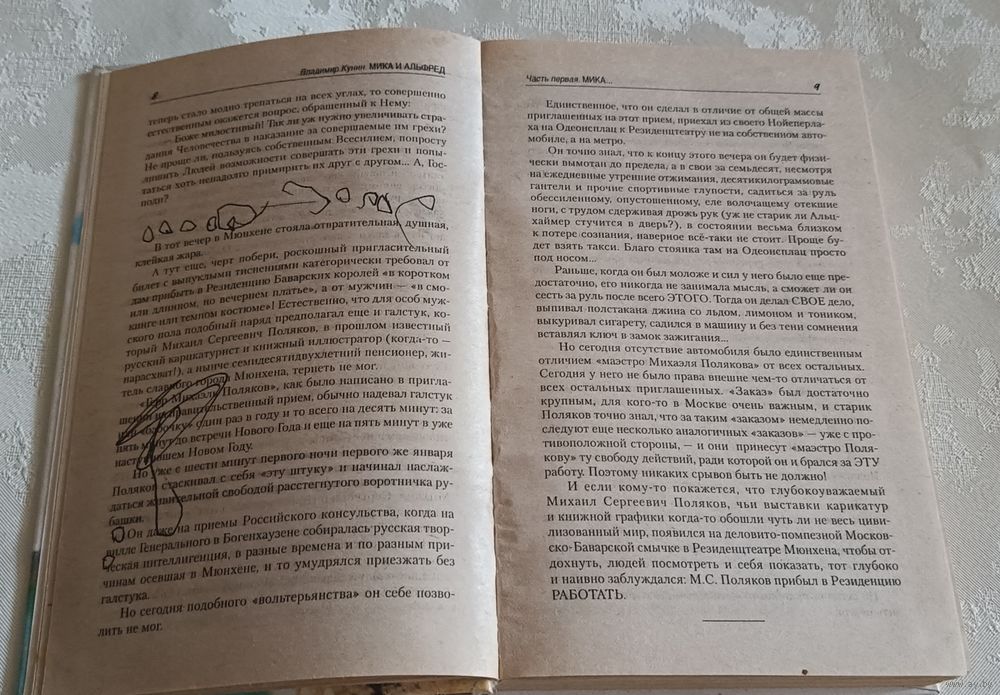 8
Владимир Кунин. МИКА И АЛЬФРЕД
теперь стало модно трепаться на всех углах, то совершенно
естественным окажется вопрос, обращенный к Нему:
— Боже милостивый! Так ли уж нужно увеличивать стра-
дания Человечества в наказание за совершаемые им грехи?
Не проще ли, пользуясь собственным Всесилием, попросту
лишить Людей возможности совершать эти грехи и попы-
таться хоть ненадолго примирить их друг с другом... А, Гос-
поди?
В тот вечер в Мюнхене стояла отвратительная, душная,
клейкая жара.
А тут еще, черт побери, роскошный пригласительный
билет с выпуклыми тиснениями категорически требовал от
дам прибыть в Резиденцию Баварских королей «в коротком
или длинном, но вечернем платье», а от мужчин — «в смо-
кинге или темном костюме»! Естественно, что для особ муж-
ского пола подобный наряд предполагал еще и галстук, ко-
торый Михаил Сергеевич Поляков, в прошлом известный
русский карикатурист и книжный иллюстратор (когда-то —
нарасхват!), а нынче семидесятидвухлетний пенсионер, жи-
тель славного города Мюнхена, терпеть не мог.
«Герр Михаэль Поляков», как было написано в пригла-
шении на правительственный прием, обычно надевал галстук
или «бабочку» один раз в году и то всего на десять минут: за
пять минут до встречи Нового Года и еще на пять минут в уже
наступившем Новом Году.
Но уже с шести минут первого ночи первого же января
Поляков стаскивал с себя «эту штуку» и начинал наслаж-
даться живительной свободой расстегнутого воротничка ру-
башки.
Он даже на приемы Российского консульства, когда на
вилле Генерального в Богенхаузене собиралась русская твор-
ческая интеллигенция, в разные времена и по разным при-
чинам осевшая в Мюнхене, и то умудрялся приезжать без
галстука.
Но сегодня подобного «вольтерьянства» он себе позво-
лить не мог.
Часть первая. МИКА...
9
Единственное, что он сделал в отличие от общей массы
приглашенных на этот прием, приехал из своего Нойеперла-
ха на Одеонсплац к Резиденцтеатру не на собственном авто-
мобиле, а на метро.
Он точно знал, что к концу этого вечера он будет физи-
чески вымотан до предела, а в свои за семьдесят, несмотря
на ежедневные утренние отжимания, десятикилограммовые
гантели и прочие спортивные глупости, садиться за руль
обессиленному, опустошенному, еле волочащему отекшие
ноги, с трудом сдерживая дрожь рук (уж не старик ли Альц-
хаймер стучится в дверь?), в состоянии весьма близком
к потере сознания, наверное всё-таки не стоит. Проще бу-
дет взять такси. Благо стоянка там на Одеонсплац просто
под носом...
Раньше, когда он был моложе и сил у него было еще пре-
достаточно, его никогда не занимала мысль, а сможет ли он
сесть за руль после всего ЭТОГО. Тогда он делал СВОЕ дело,
выпивал полстакана джина со льдом, лимоном и тоником,
выкуривал сигарету, садился в машину и без тени сомнения
вставлял ключ в замок зажигания...
Но сегодня отсутствие автомобиля было единственным
отличием «маэстро Михаэля Полякова» от всех остальных.
Сегодня у него не было права внешне чем-то отличаться от
всех остальных приглашенных. «Заказ» был достаточно
крупным, для кого-то в Москве очень важным, и старик
Поляков точно знал, что за таким «заказом» немедленно по-
следуют еще несколько аналогичных «заказов» — уже с про-
тивоположной стороны, — и они принесут «маэстро Поля-
кову» ту свободу действий, ради которой он и брался за ЭТУ
работу. Поэтому никаких срывов быть не должно!
И если кому-то покажется, что глубокоуважаемый
Михаил Сергеевич Поляков, чьи выставки карикатур
и книжной графики когда-то обошли чуть ли не весь циви-
лизованный мир, появился на деловито-помпезной Москов-
ско-Баварской смычке в Резиденцтеатре Мюнхена, чтобы от-
дохнуть, людей посмотреть и себя показать, тот глубоко
и наивно заблуждался: М.С. Поляков прибыл в Резиденцию
РАБОТАТЬ.